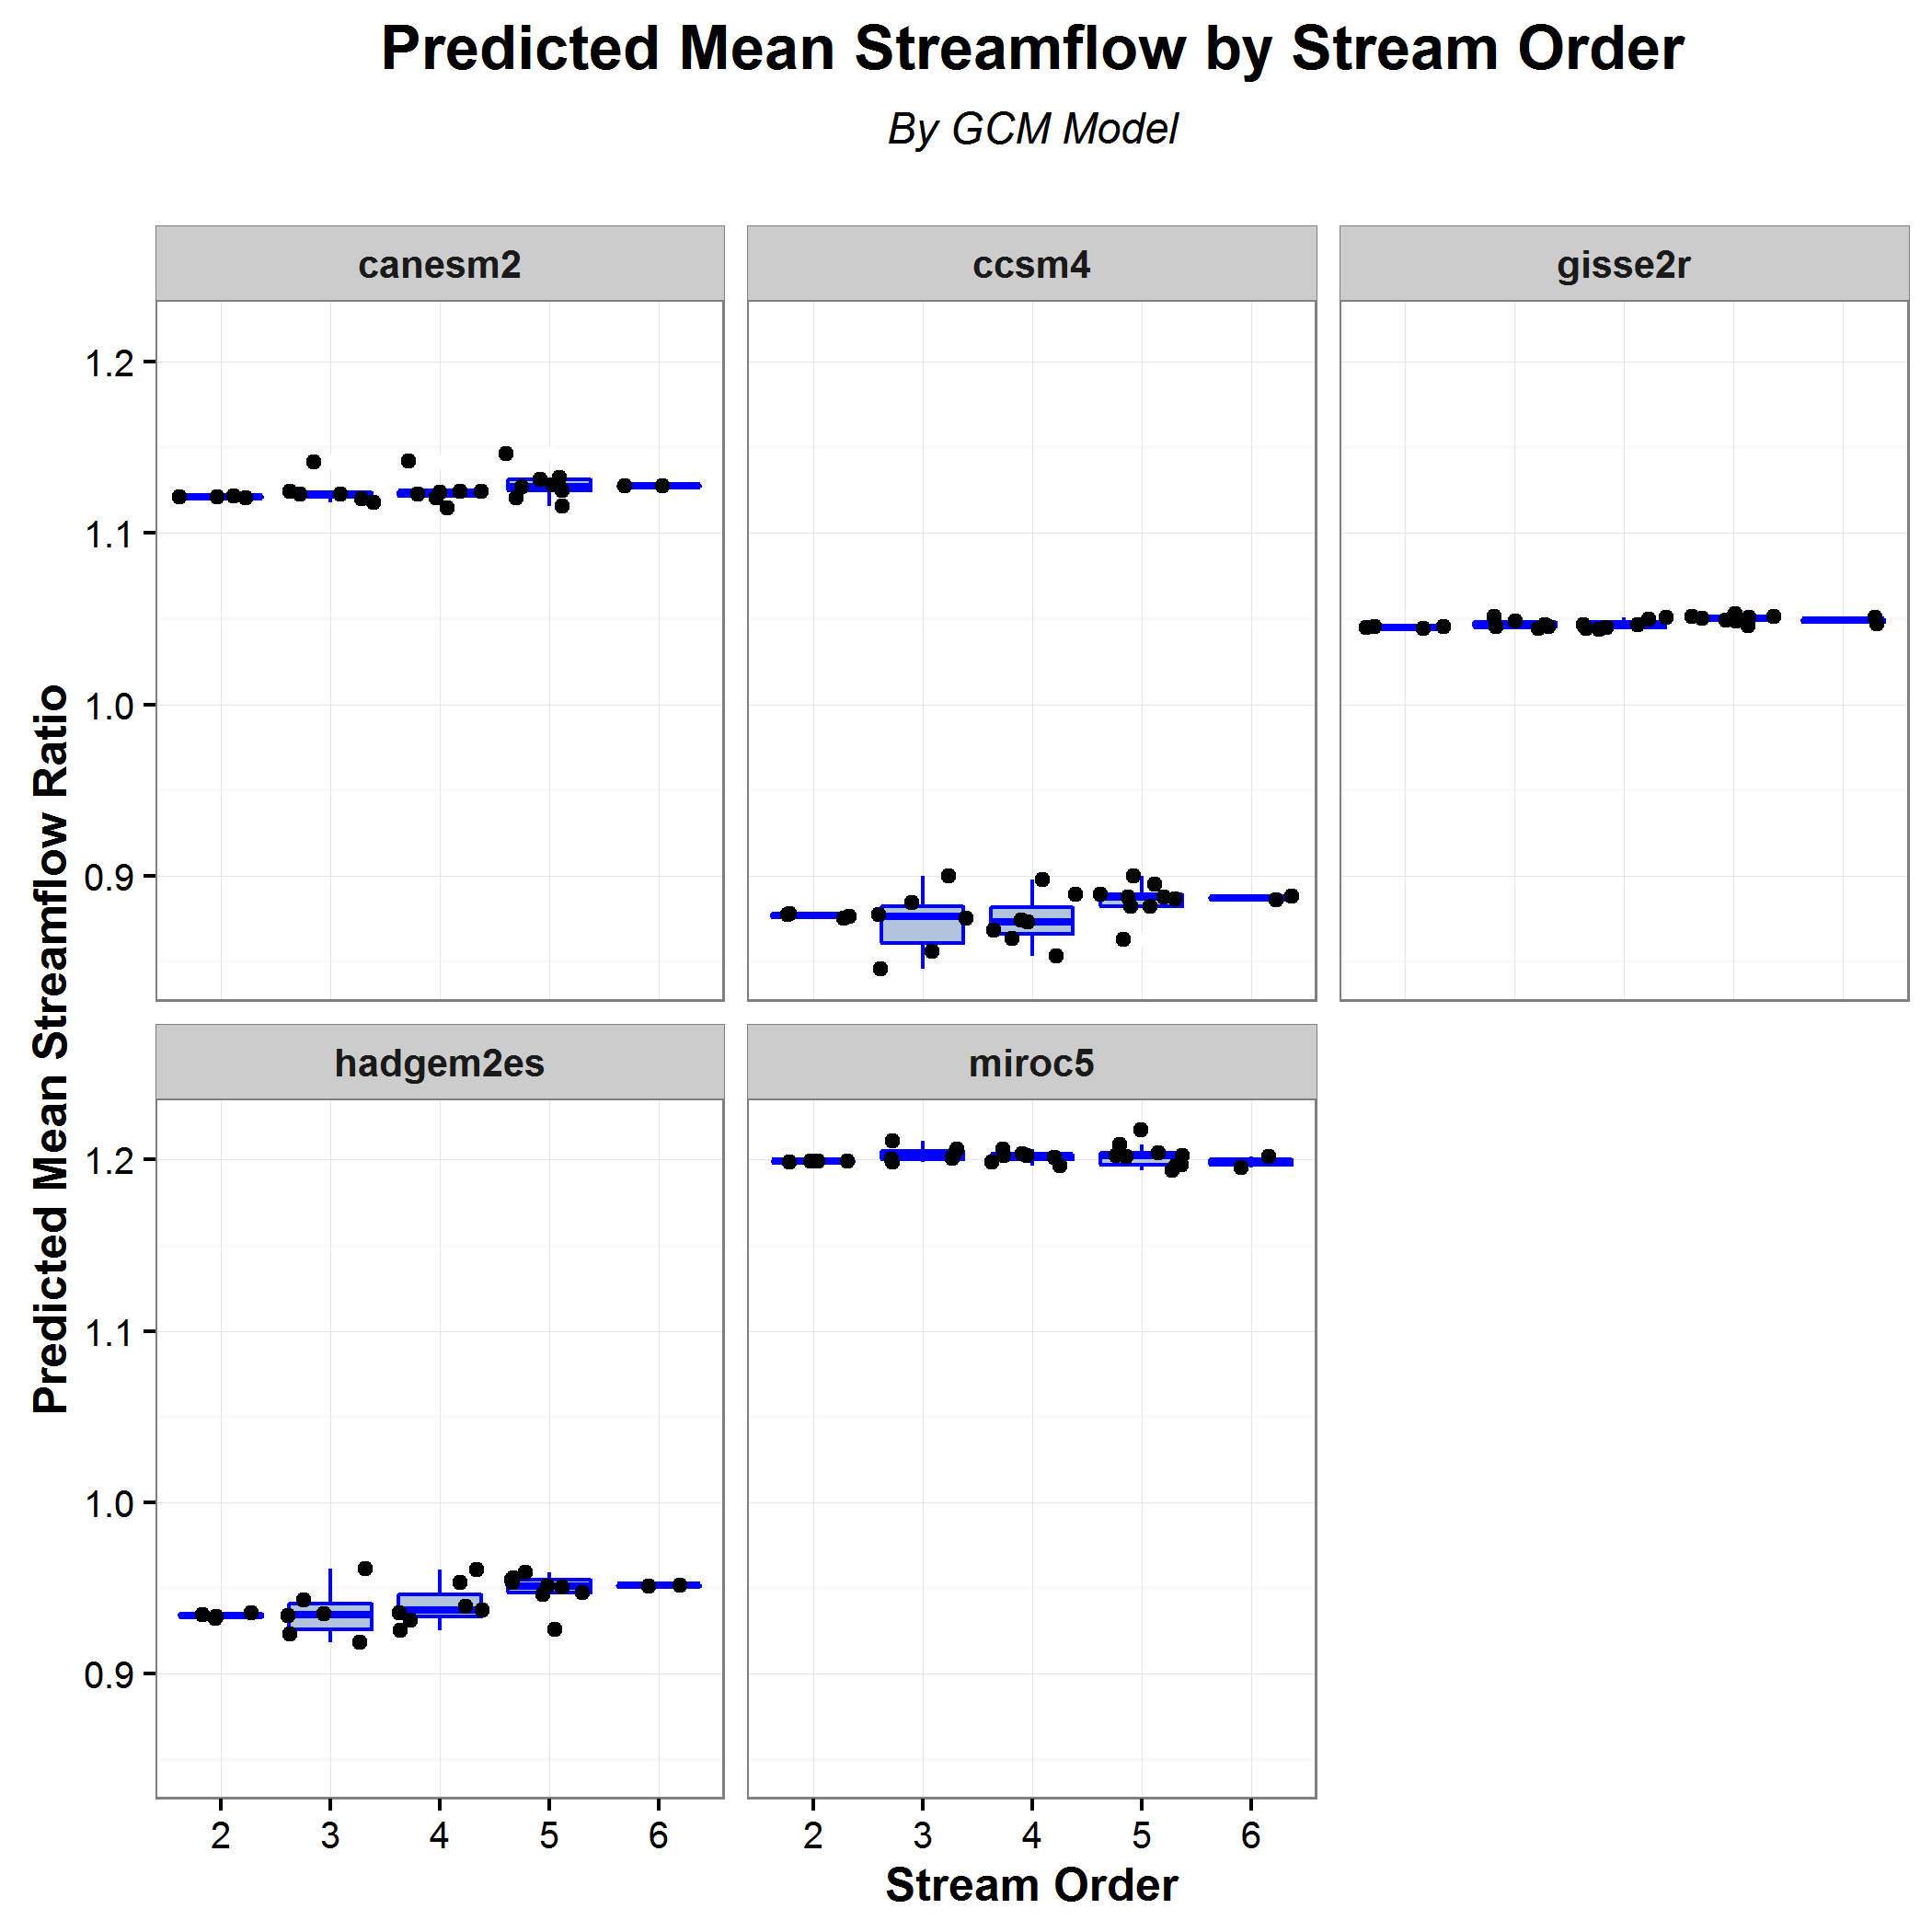 Predicted Mean Streamflow by Stream Order
By GCM Model
canesm2
ccsm4
gisse2r
1.2
1.1
1.0
0.9
Predicted Mean Streamflow Ratio
hadgem2es
miroc5
1.2
1.1
1.0
0.9
2 3 4 5 6
2 3 4 5 6
Stream Order